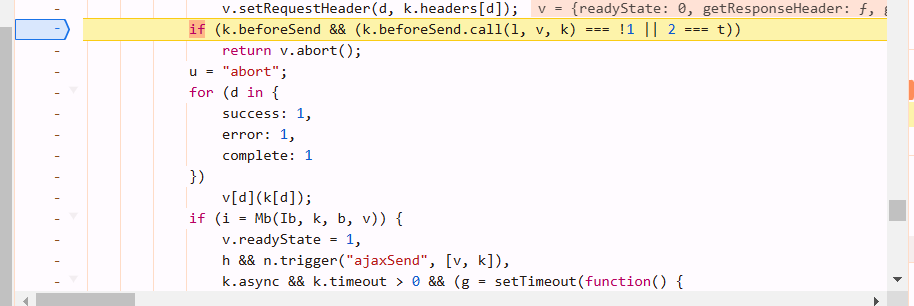 v.setRequestHeader(d, k.headers[d]); v = {readyState: 0, getResponseHeader: ƒ,
if (k.beforeSend && (k.beforeSend.call(l, v, k) === !1 || 2 === t))
return v.abort();
u = "abort";
for (d in {
success: 1,
error: 1,
complete: 1
})
v[d](k[d]);
if (i = Mb(Ib, k, b, v)) {
v.readyState = 1,
h && n.trigger("ajaxSend", [v, k]),
k.async && k.timeout > 0 && (g = setTimeout(function() {